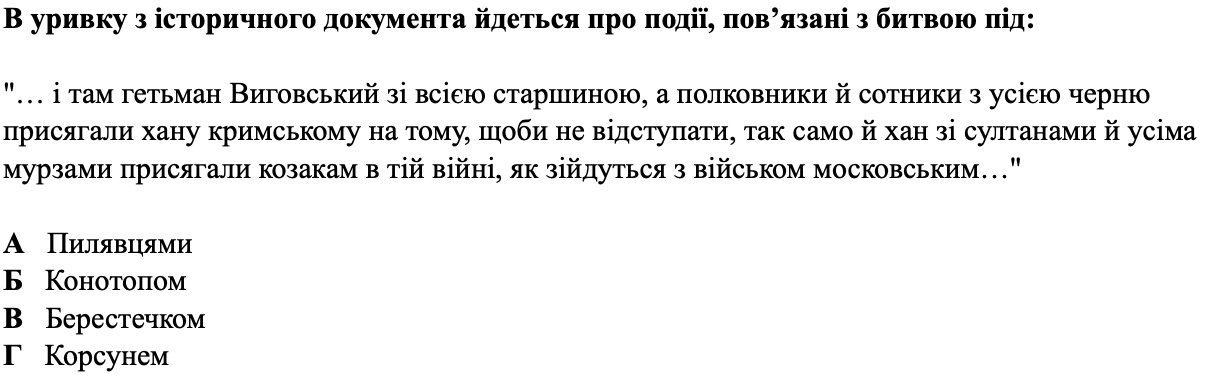 В уривку з історичного документа йдеться про події, пов’язані з битвою під:
"… і там гетьман Виговський зі всією старшиною, а полковники й сотники з усією черню
присягали хану кримському на тому, щоби не відступати, так само й хан зі султанами й усіма
мурзами присягали козакам в тій війні, як зійдуться з військом московським…"
А Пилявцями
Б Конотопом
В Берестечком
Г Корсунем